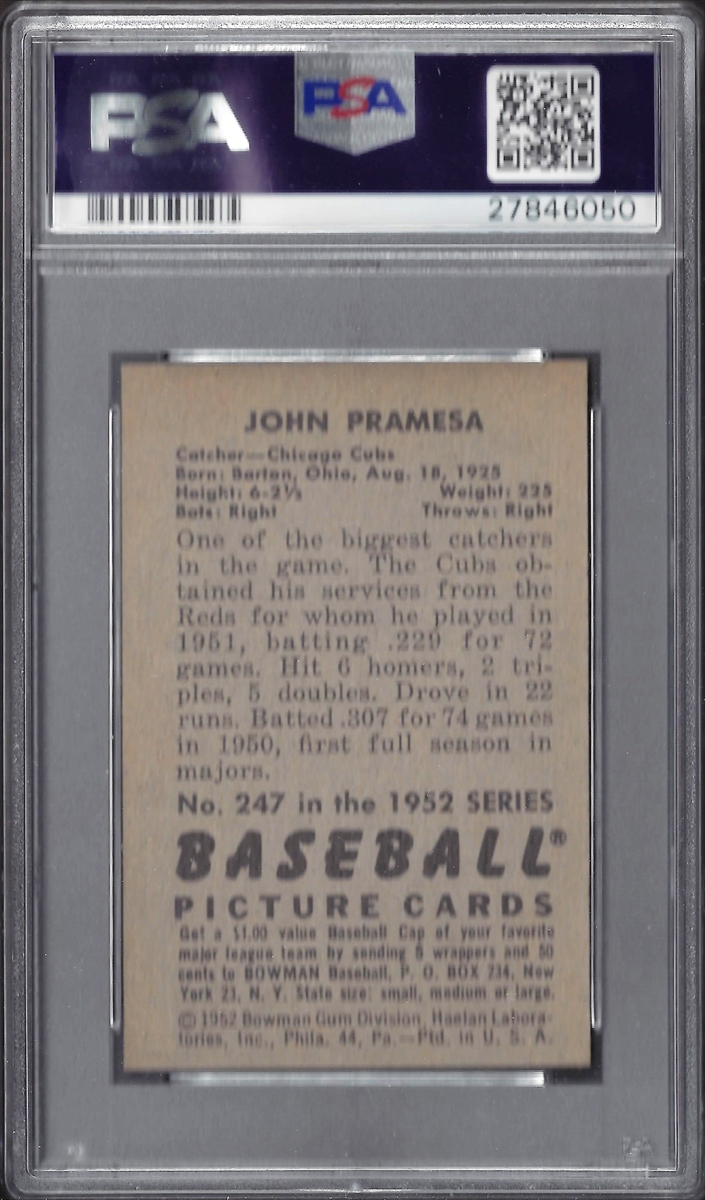 PSA
PSA
27846050
JOHN PRAMESA
Catcher—Chicago Cubs
Born: Barton, Ohio, Aug. 18, 1925
Height: 6-2½ Weight: 225
Bats: Right Throws: Right
One of the biggest catchers
in the game. The Cubs ob-
tained his services from the
Reds for whom he played in
1951, batting .229 for 72
games. Hit 6 homers, 2 tri-
ples, 5 doubles. Drove in 22
runs. Batted .307 for 74 games
in 1950, first full season in
majors.
No. 247 in the 1952 SERIES
BASEBALL®
PICTURE CARDS
Get a $1.00 value Baseball Cap of your favorite
major league team by sending 5 wrappers and 50
cents to BOWMAN Baseball, P. O. BOX 234, New
York 23, N. Y. State size: small, medium or large.
© 1952 Bowman Gum Division, Haelan Labora-
tories, Inc., Phila. 44, Pa.—Ptd. in U. S. A.